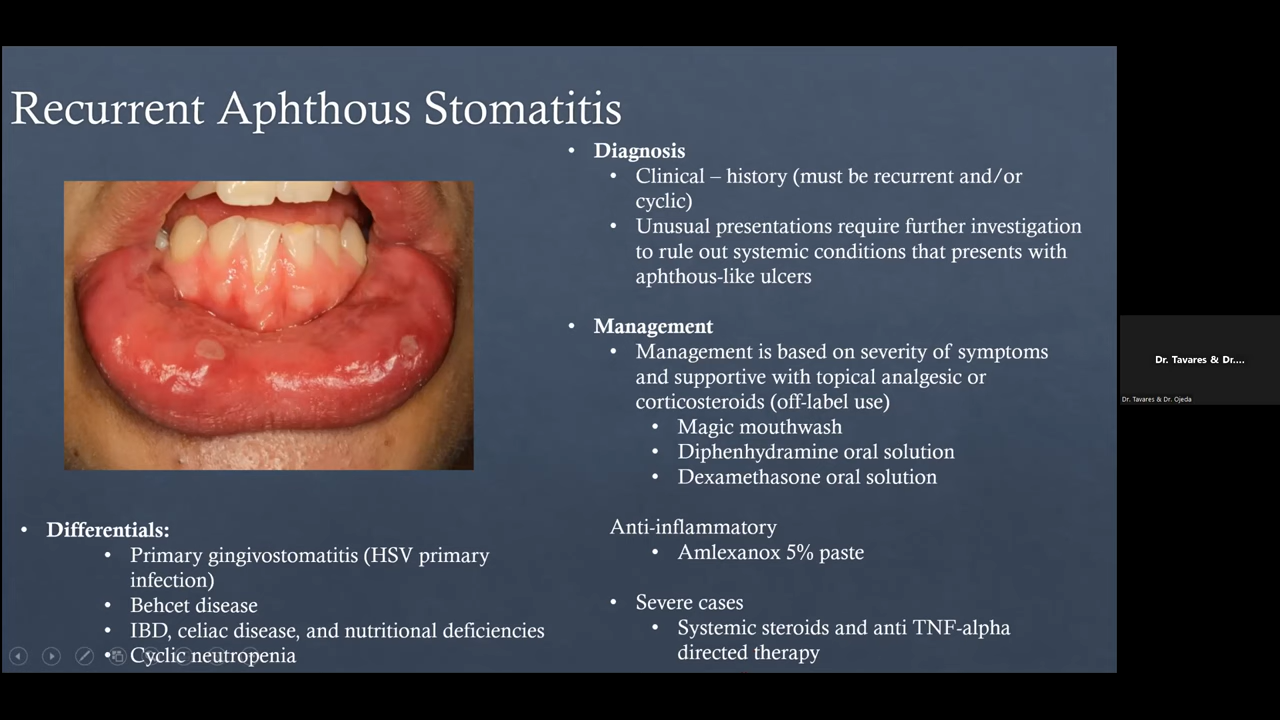 Recurrent Aphthous Stomatitis
• Differentials:
• Primary gingivostomatitis (HSV primary
infection)
• Behcet disease
• IBD, celiac disease, and nutritional deficiencies
• Cyclic neutropenia
• Diagnosis
• Clinical – history (must be recurrent and/or
cyclic)
• Unusual presentations require further investigation
to rule out systemic conditions that presents with
aphthous-like ulcers
• Management
• Management is based on severity of symptoms
and supportive with topical analgesic or
corticosteroids (off-label use)
• Magic mouthwash
• Diphenhydramine oral solution
• Dexamethasone oral solution
Anti-inflammatory
• Amlexanox 5% paste
• Severe cases
• Systemic steroids and anti TNF-alpha
directed therapy
Dr. Tavares & Dr....
Dr. Tavares & Dr. Ojeda